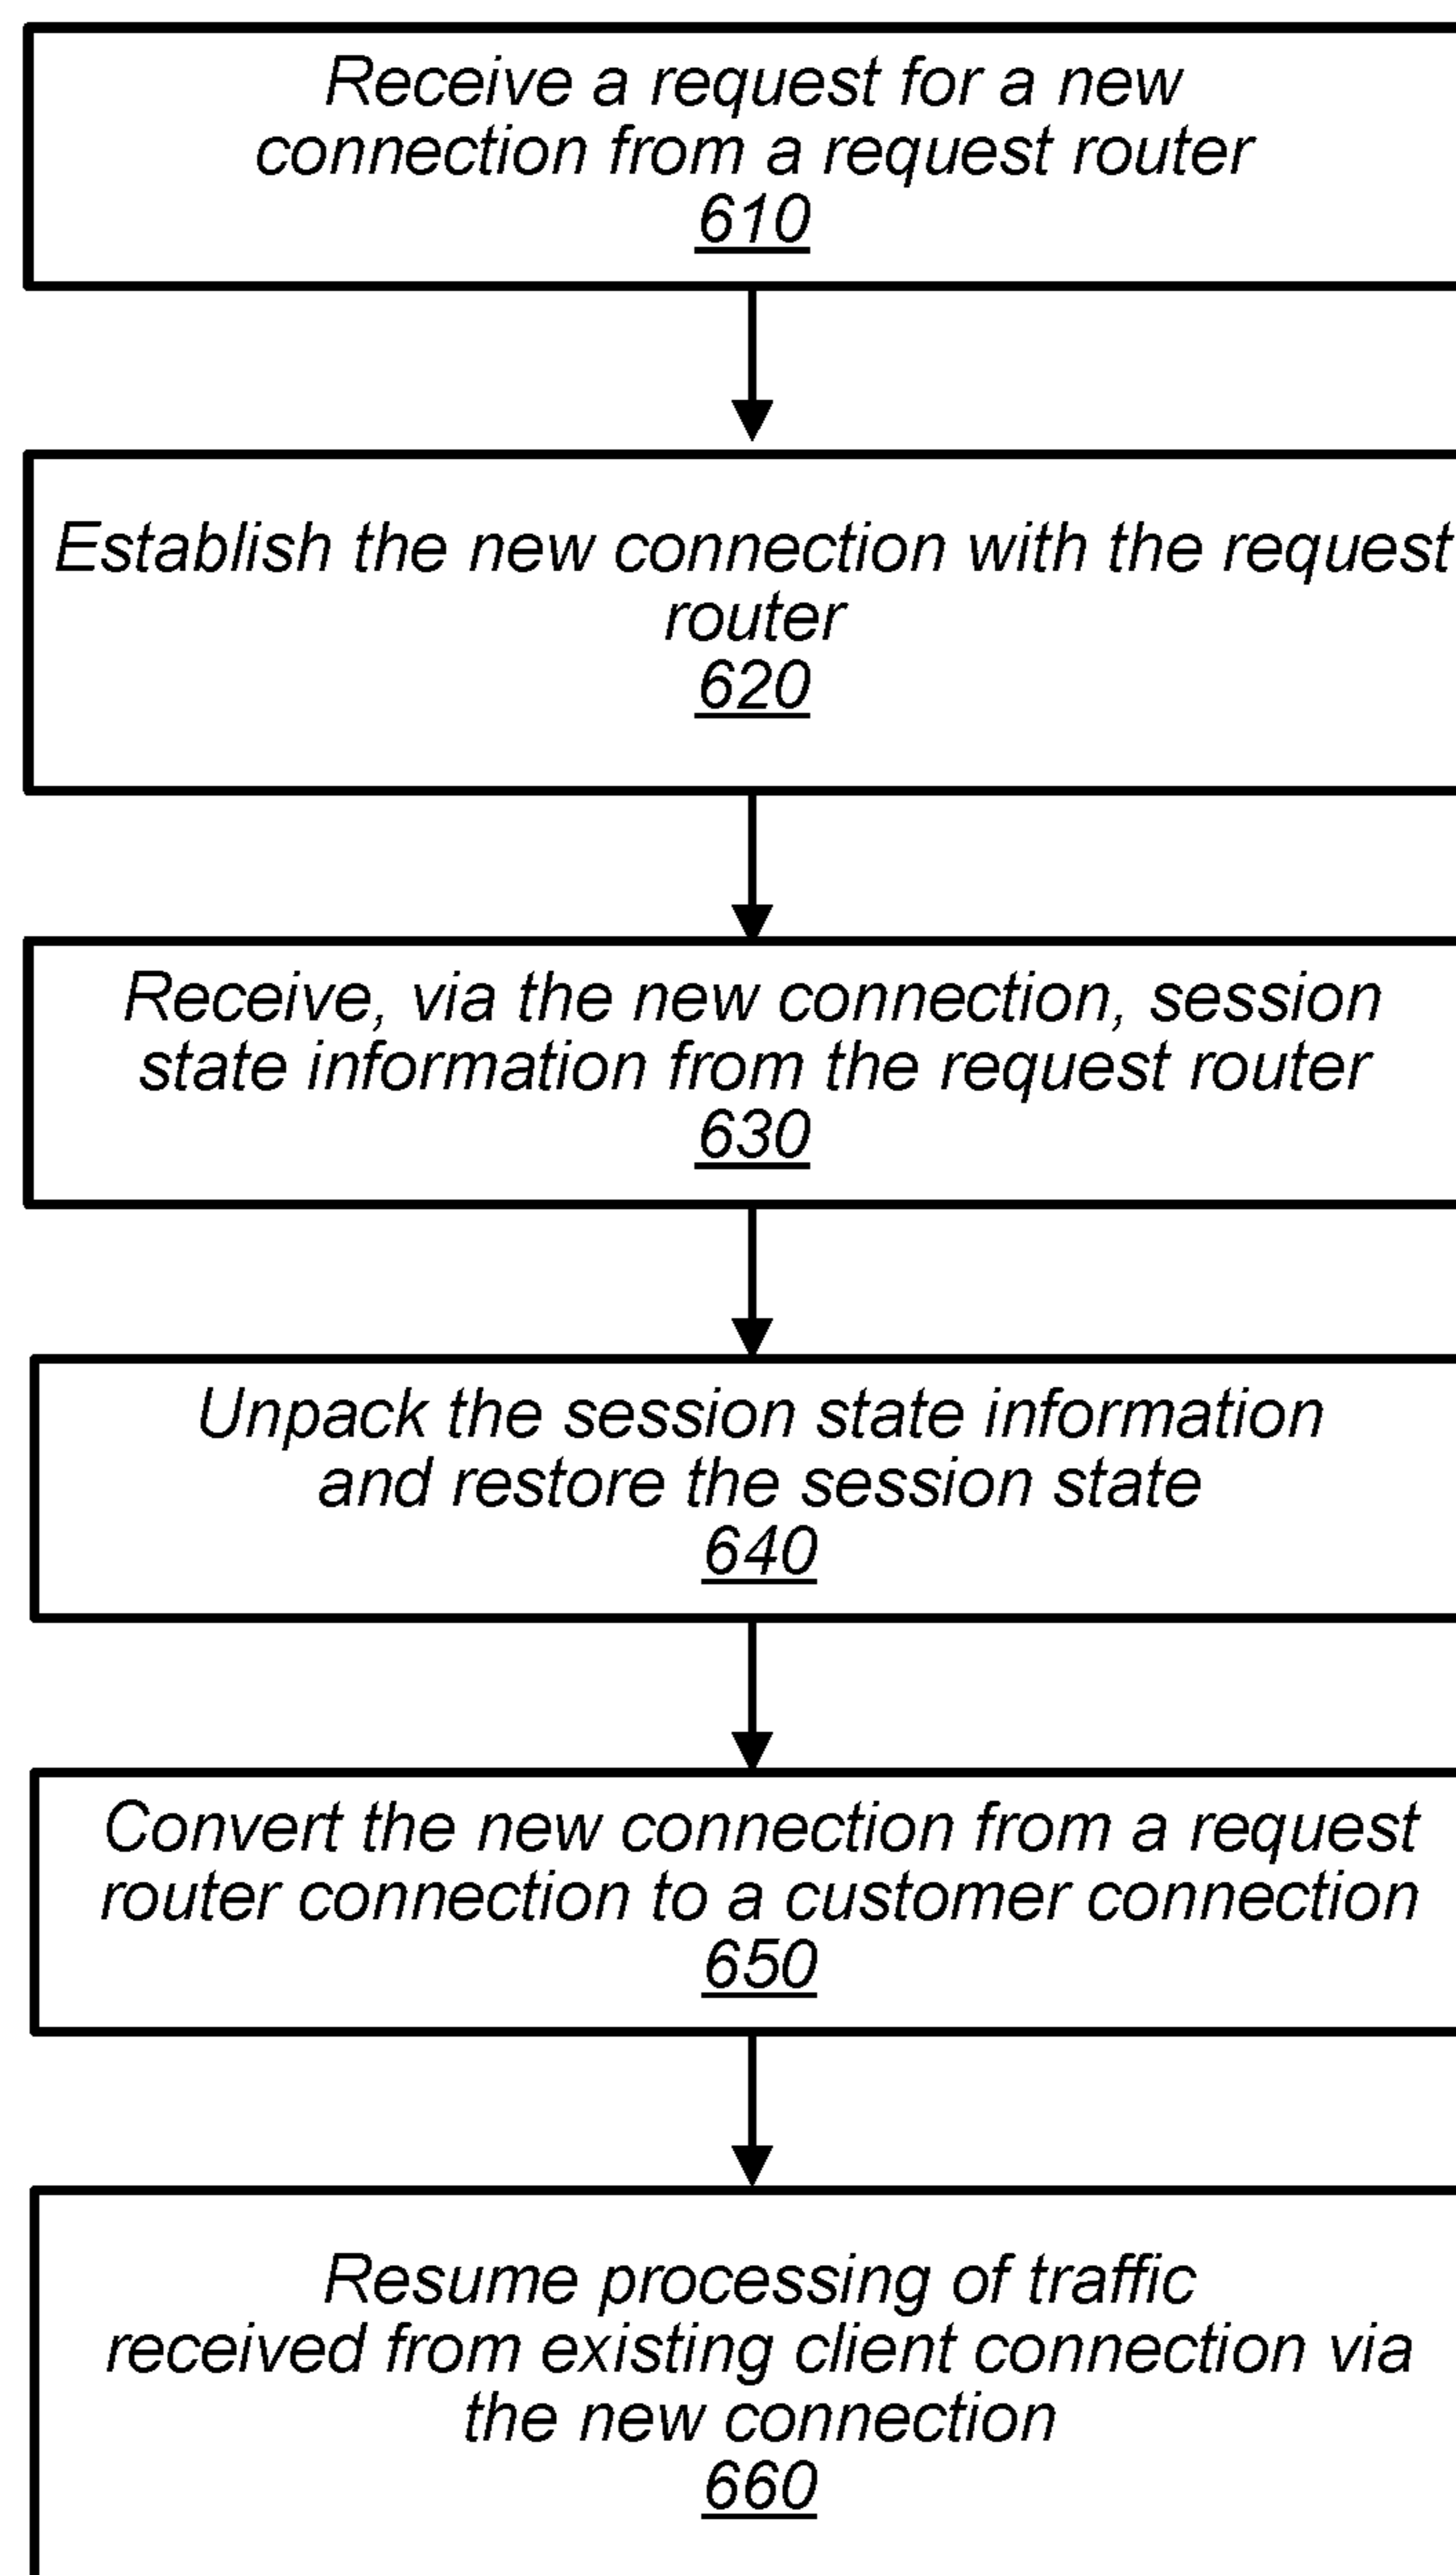 Receive a request for a new
connection from a request router
610
Establish the new connection with the request
router
620
Receive, via the new connection, session
state information from the request router
630
Unpack the session state information
and restore the session state
640
Convert the new connection from a request
router connection to a customer connection
650
Resume processing of traffic
received from existing client connection via
the new connection
660